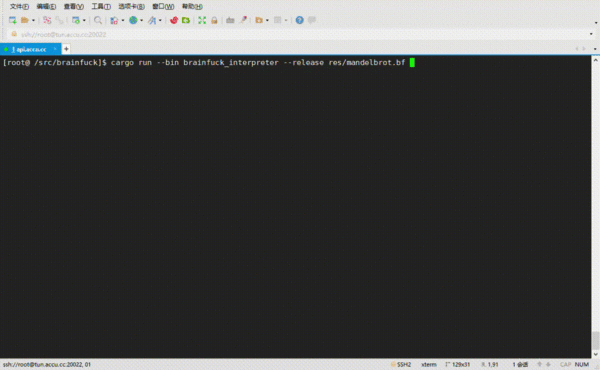 文件(F) 编辑(E) 查看(V) 工具(T) 选项卡(B) 窗口(W) 帮助(H)
ssh://root@tun.accu.cc:20022
1 api.accu.cc
[root@ /src/brainfuck]$ cargo run --bin brainfuck_interpreter --release res/mandelbrot.bf
ssh://root@tun.accu.cc:20022, 01 SSH2 xterm 128x31 1,91 1 会话 CAP NUM